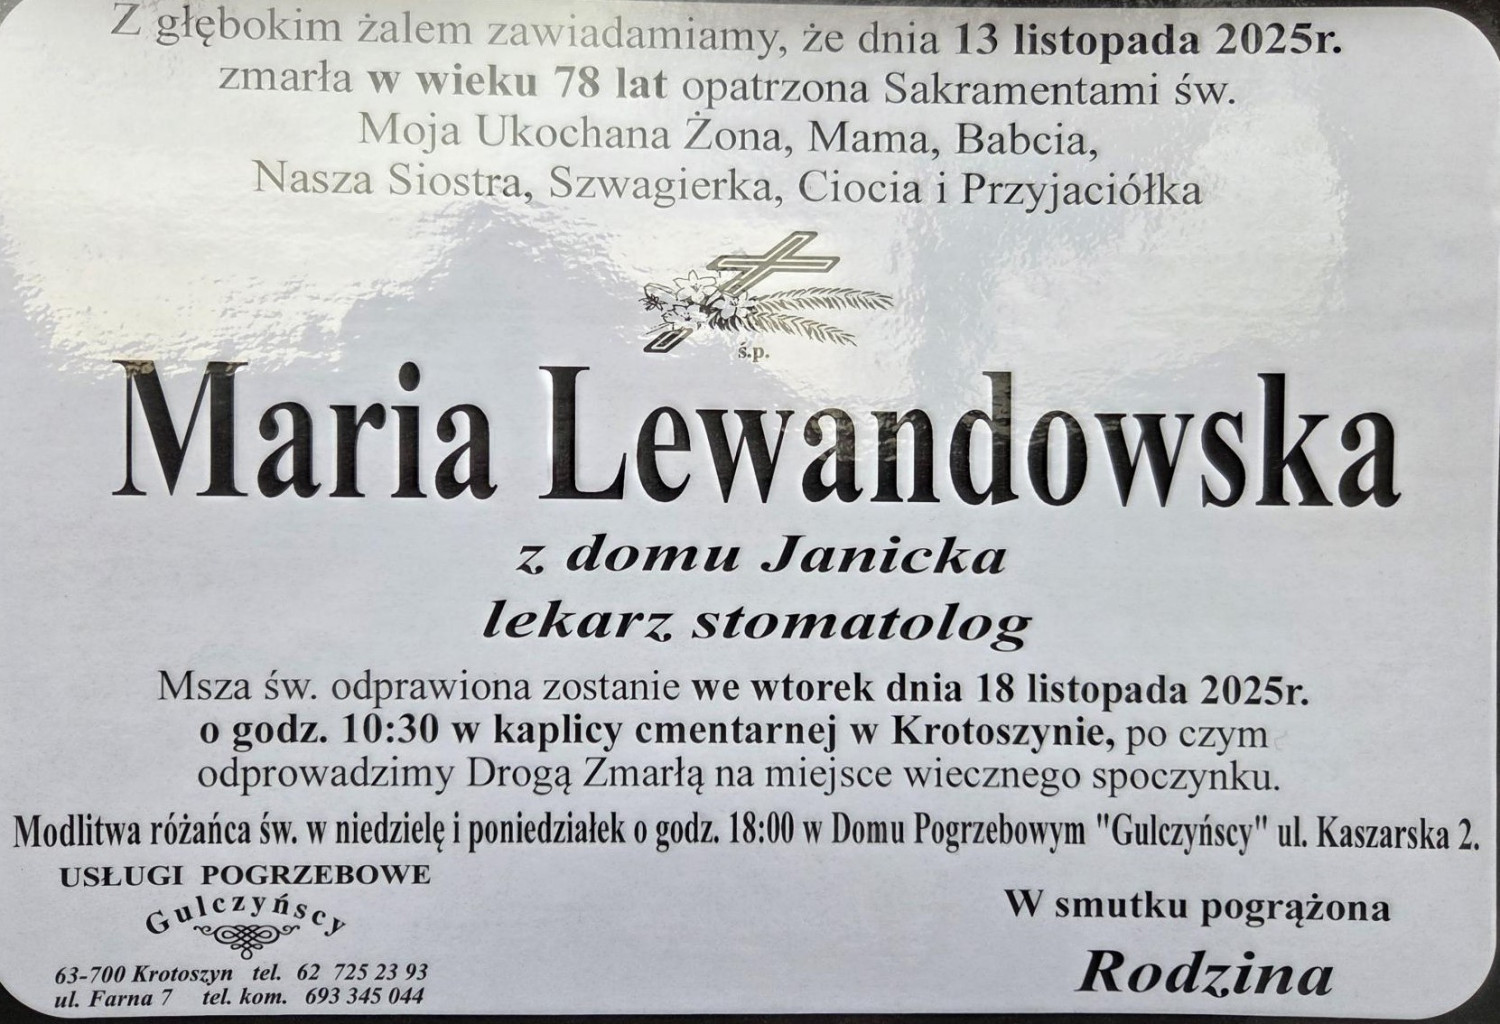 Z głębokim żalem zawiadamiamy, że dnia 13 listopada 2025r.
zmarła w wieku 78 lat opatrzona Sakramentami św.
Moja Ukochana Żona, Mama, Babcia,
Nasza Siostra, Szwagierka, Ciocia i Przyjaciółka
ś.p.
Maria Lewandowska
z domu Janicka
lekarz stomatolog
Msza św. odprawiona zostanie we wtorek dnia 18 listopada 2025r.
o godz. 10:30 w kaplicy cmentarnej w Krotoszynie, po czym
odprowadzimy Drogą Zmarłą na miejsce wiecznego spoczynku.
Modlitwa różańca św. w niedzielę i poniedziałek o godz. 18:00 w Domu Pogrzebowym "Gulczyńscy" ul. Kaszarska 2.
USŁUGI POGRZEBOWE
Gulczyńscy
63-700 Krotoszyn tel. 62 725 23 93
ul. Farna 7 tel. kom. 693 345 044
W smutku pogrążona
Rodzina